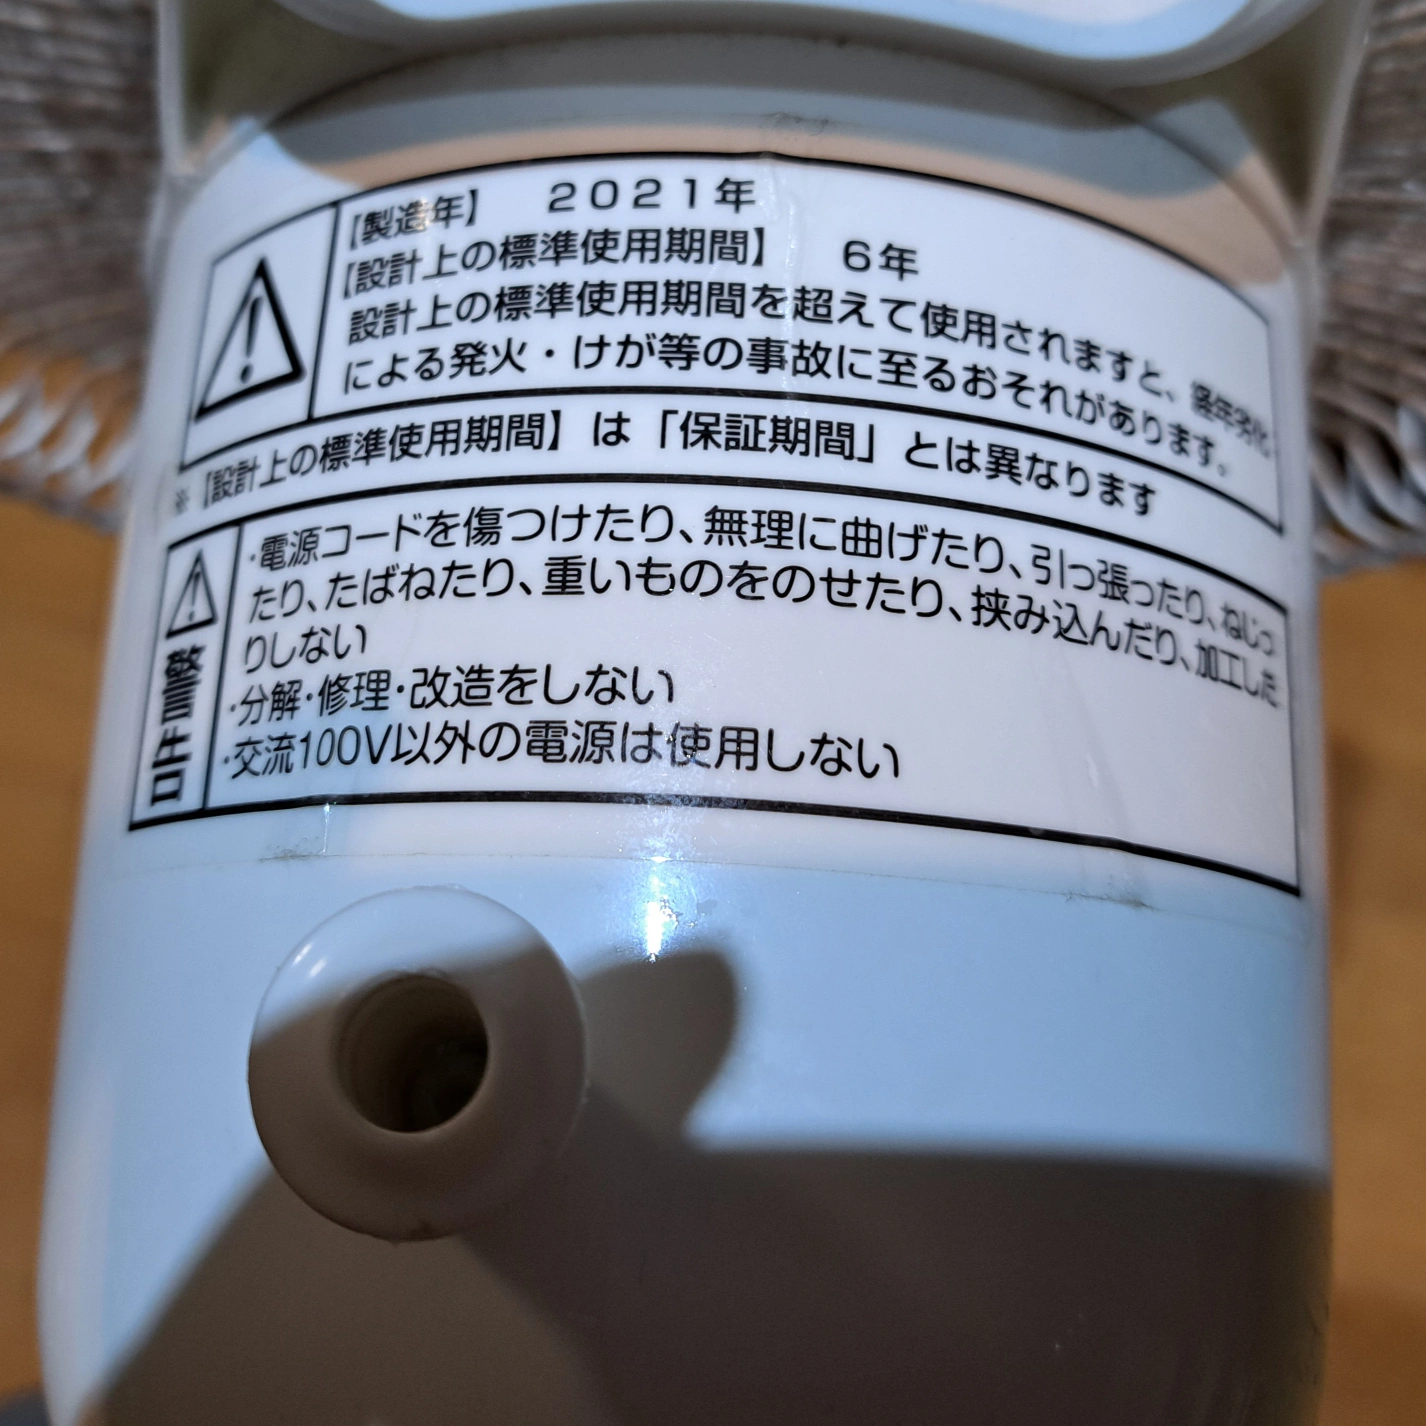 【製造年】 2021年
【設計上の標準使用期間】 6年
設計上の標準使用期間を超えて使用されますと、経年劣化
による発火・けが等の事故に至るおそれがあります。
※【設計上の標準使用期間】は「保証期間」とは異なります
警告
・電源コードを傷つけたり、無理に曲げたり、引っ張ったり、ねじっ
たり、たばねたり、重いものをのせたり、挟み込んだり、加工した
りしない
・分解・修理・改造をしない
・交流100V以外の電源は使用しない